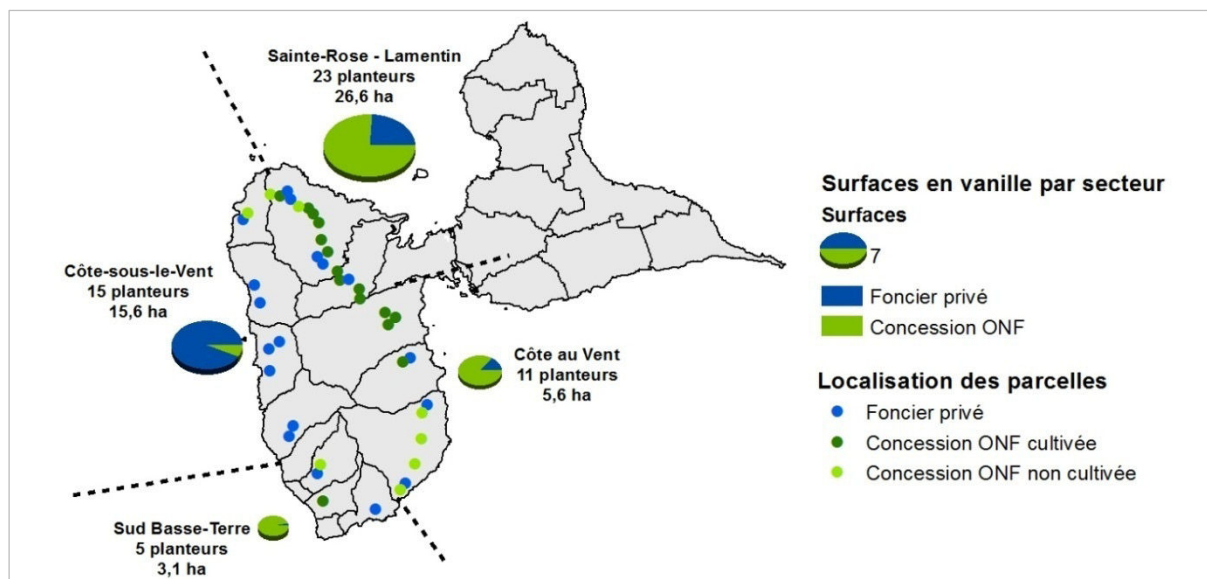 Sainte-Rose - Lamentin
23 planteurs
26,6 ha
Côte-sous-le-Vent
15 planteurs
15,6 ha
Côte au Vent
11 planteurs
5,6 ha
Sud Basse-Terre
5 planteurs
3,1 ha
Surfaces en vanille par secteur
Surfaces
7
Foncier privé
Concession ONF
Localisation des parcelles
Foncier privé
Concession ONF cultivée
Concession ONF non cultivée